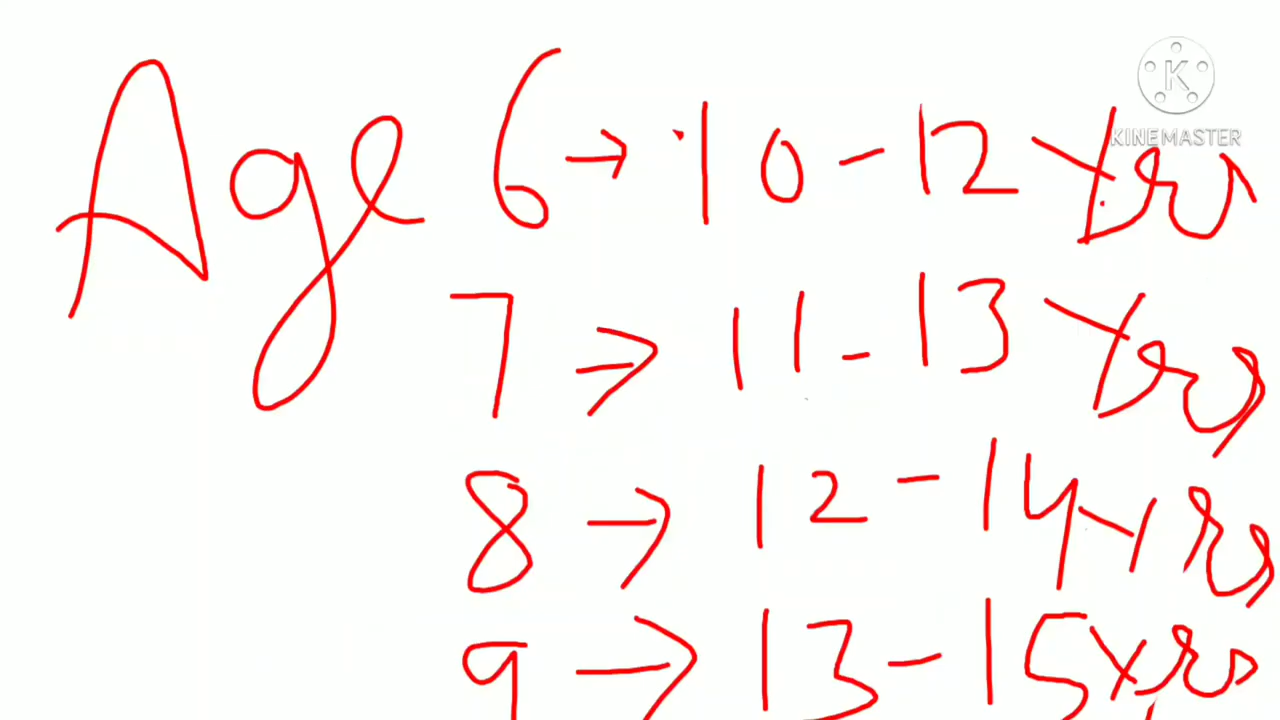 Age 6 → 10 - 12 Yrs
7 → 11 - 13 Yrs
8 → 12 - 14 Yrs
9 → 13 - 15 Yrs
K
KINEMASTER